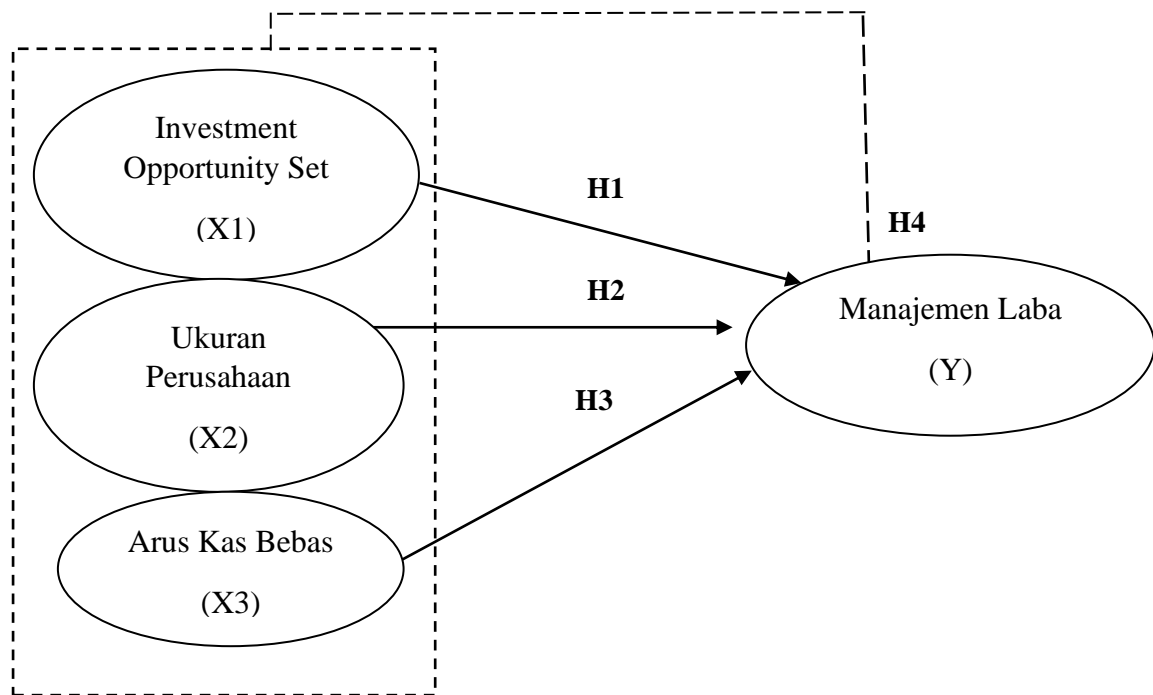 Investment
Opportunity Set
(X1)
H1
H4
H2
Manajemen Laba
(Y)
Ukuran
Perusahaan
(X2)
H3
Arus Kas Bebas
(X3)